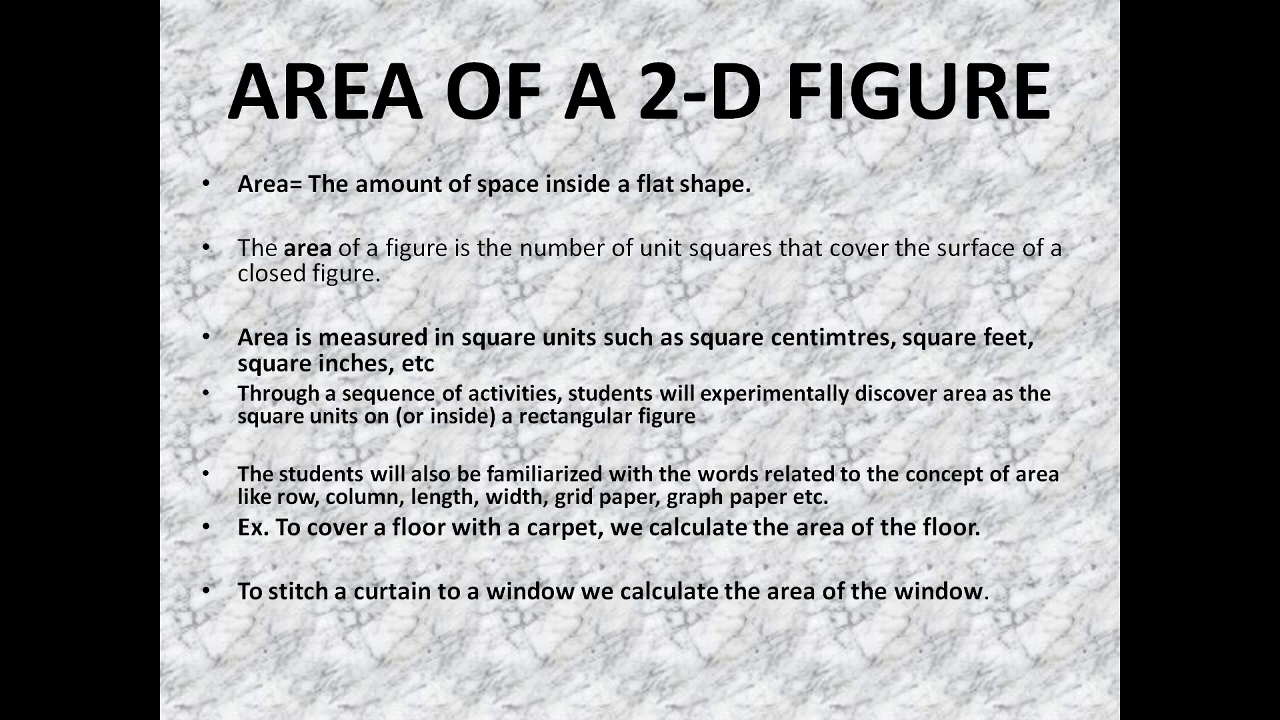 AREA OF A 2-D FIGURE
• Area= The amount of space inside a flat shape.
• The area of a figure is the number of unit squares that cover the surface of a
closed figure.
• Area is measured in square units such as square centimtres, square feet,
square inches, etc
• Through a sequence of activities, students will experimentally discover area as the
square units on (or inside) a rectangular figure
• The students will also be familiarized with the words related to the concept of area
like row, column, length, width, grid paper, graph paper etc.
• Ex. To cover a floor with a carpet, we calculate the area of the floor.
• To stitch a curtain to a window we calculate the area of the window.